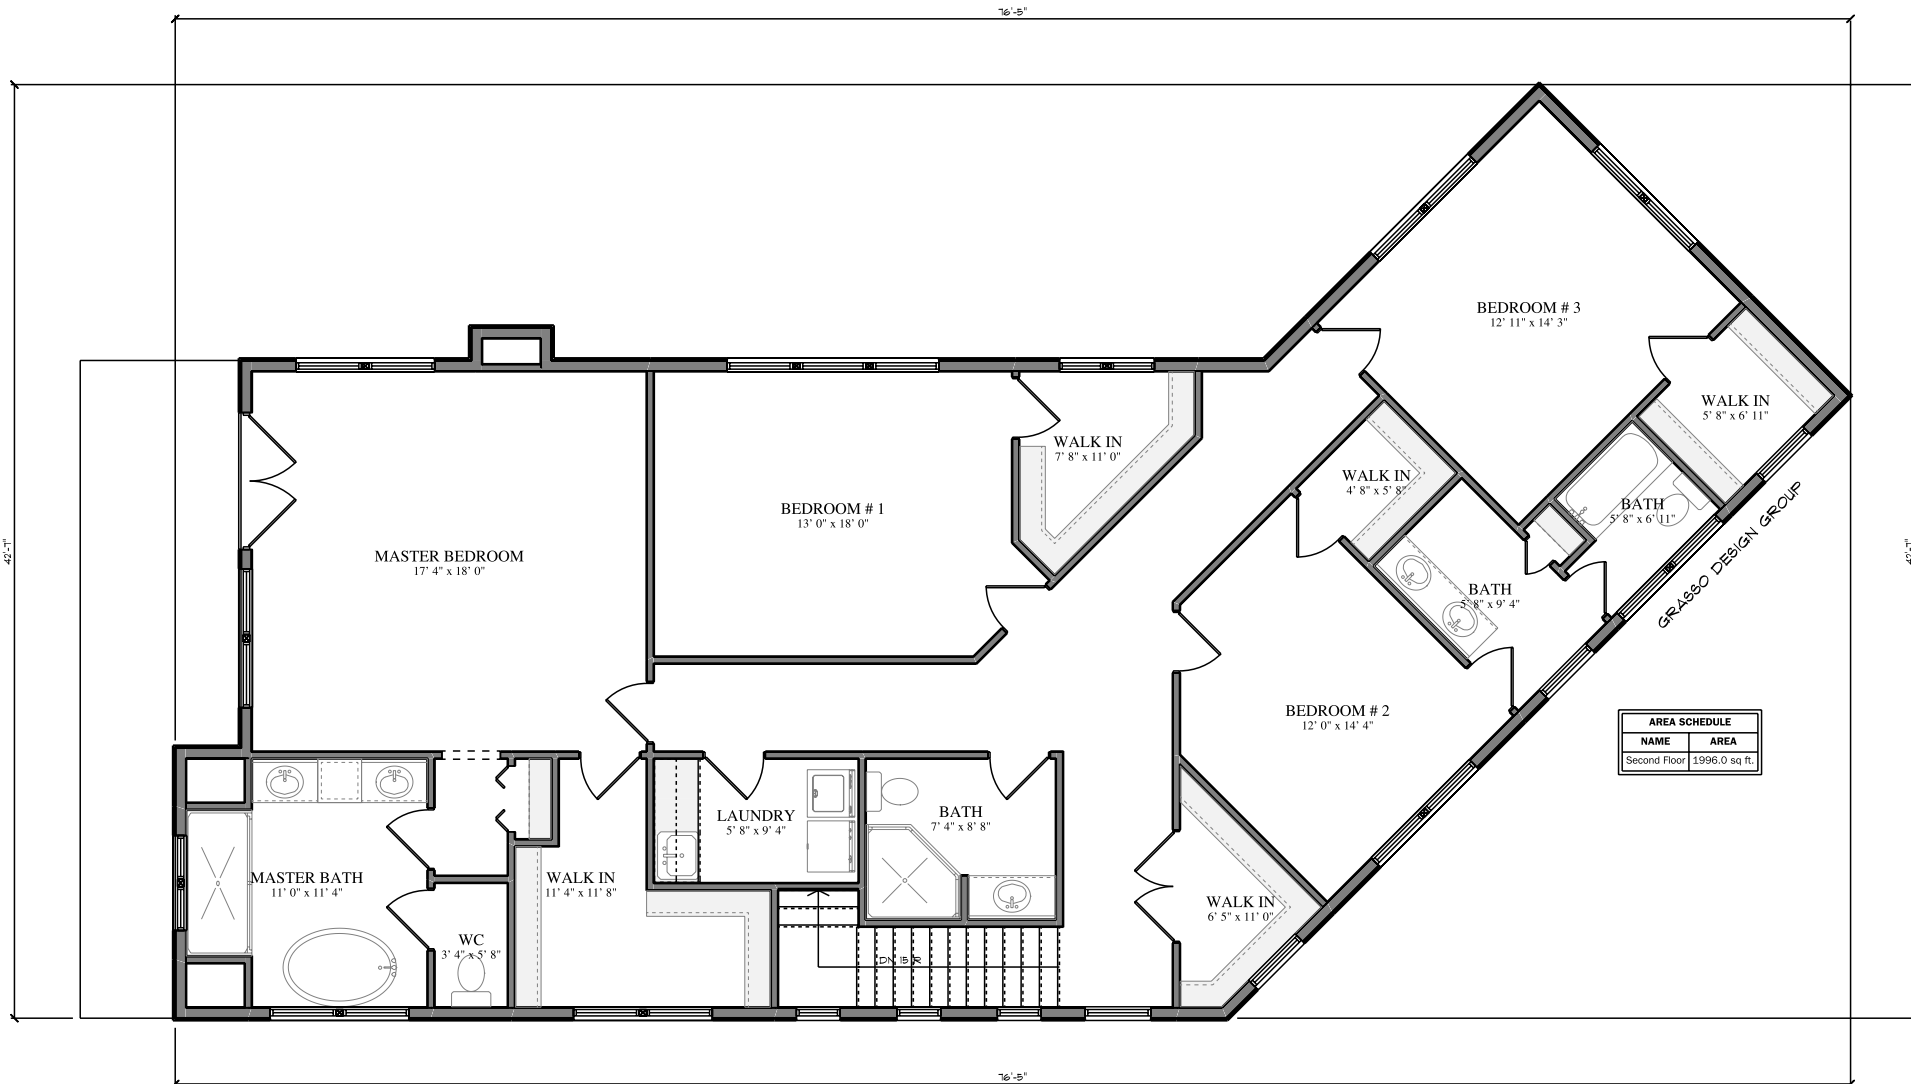 76'-5"
BEDROOM # 3
12' 11" x 14' 3"
WALK IN
5' 8" x 6' 11"
WALK IN
7' 8" x 11' 0"
WALK IN
4' 8" x 5' 8"
BEDROOM # 1
13' 0" x 18' 0"
BATH
5' 8" x 6' 11"
MASTER BEDROOM
17' 4" x 18' 0"
42'-7"
42'-7"
GRASSO DESIGN GROUP
BATH
5' 8" x 9' 4"
BEDROOM # 2
12' 0" x 14' 4"
AREA SCHEDULE
NAME AREA
Second Floor 1996.0 sq ft.
LAUNDRY
5' 8" x 9' 4"
BATH
7' 4" x 8' 8"
MASTER BATH
11' 0" x 11' 4"
WALK IN
11' 4" x 11' 8"
WALK IN
6' 5" x 11' 0"
WC
3' 4" x 5' 8"
DN 15 R
76'-5"